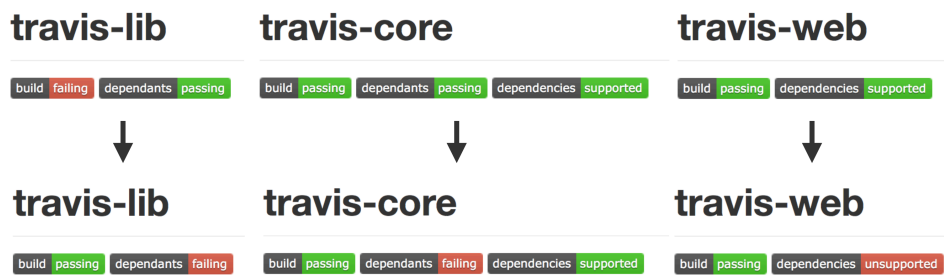 travis-lib travis-core travis-web
build failing dependants passing build passing dependants passing dependencies supported build passing dependencies supported
travis-lib travis-core travis-web
build passing dependants failing build passing dependants failing dependencies supported build passing dependencies unsupported